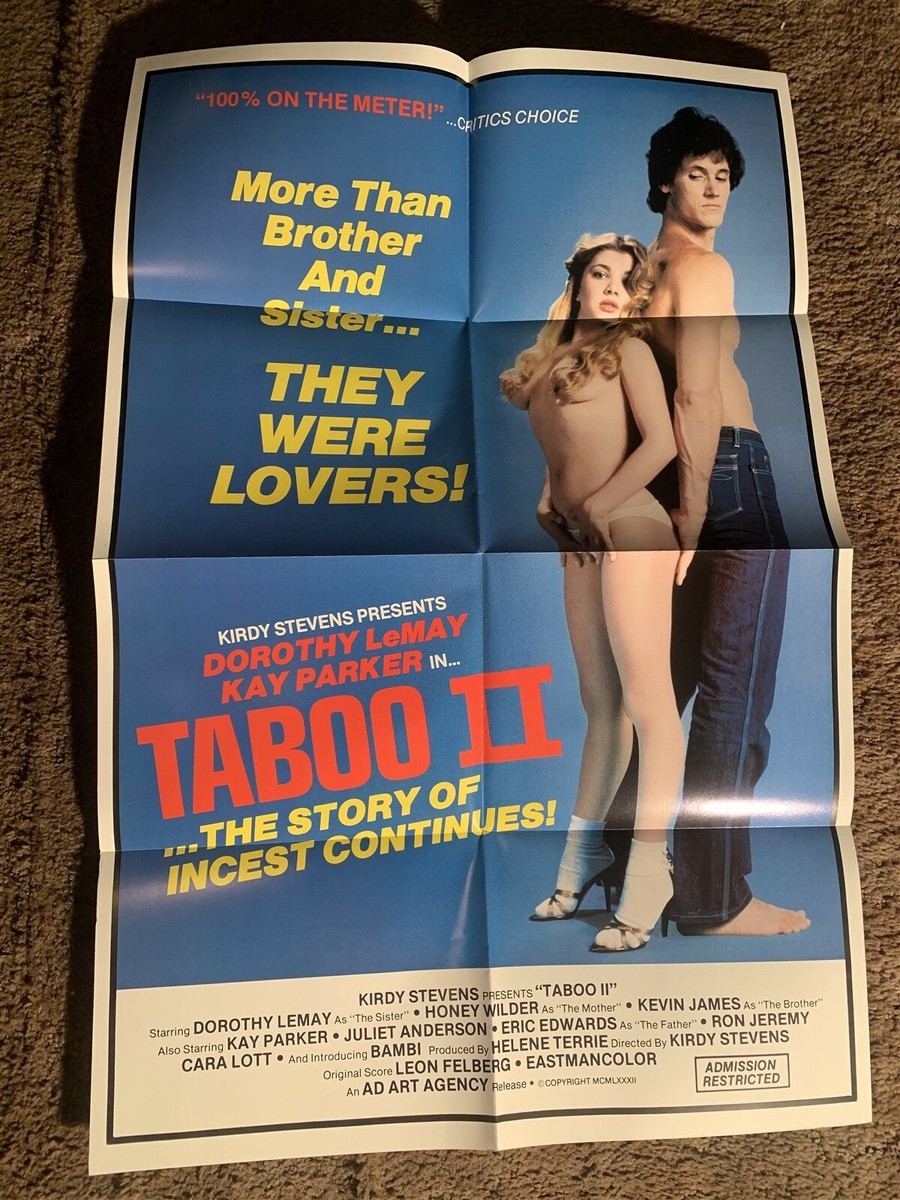 "100% ON THE METER!" ...CRITICS CHOICE
More Than
Brother
And
Sister...
THEY
WERE
LOVERS!
KIRDY STEVENS PRESENTS
DOROTHY LeMAY
KAY PARKER IN...
TABOO II
...THE STORY OF
INCEST CONTINUES!
KIRDY STEVENS PRESENTS "TABOO II"
Starring DOROTHY LEMAY As "The Sister" • HONEY WILDER As "The Mother" • KEVIN JAMES As "The Brother"
Also Starring KAY PARKER • JULIET ANDERSON • ERIC EDWARDS As "The Father" • RON JEREMY
CARA LOTT • And Introducing BAMBI Produced By HELENE TERRIE Directed By KIRDY STEVENS
Original Score LEON FELBERG • EASTMANCOLOR
An AD ART AGENCY Release • ©COPYRIGHT MCMLXXXII
ADMISSION
RESTRICTED